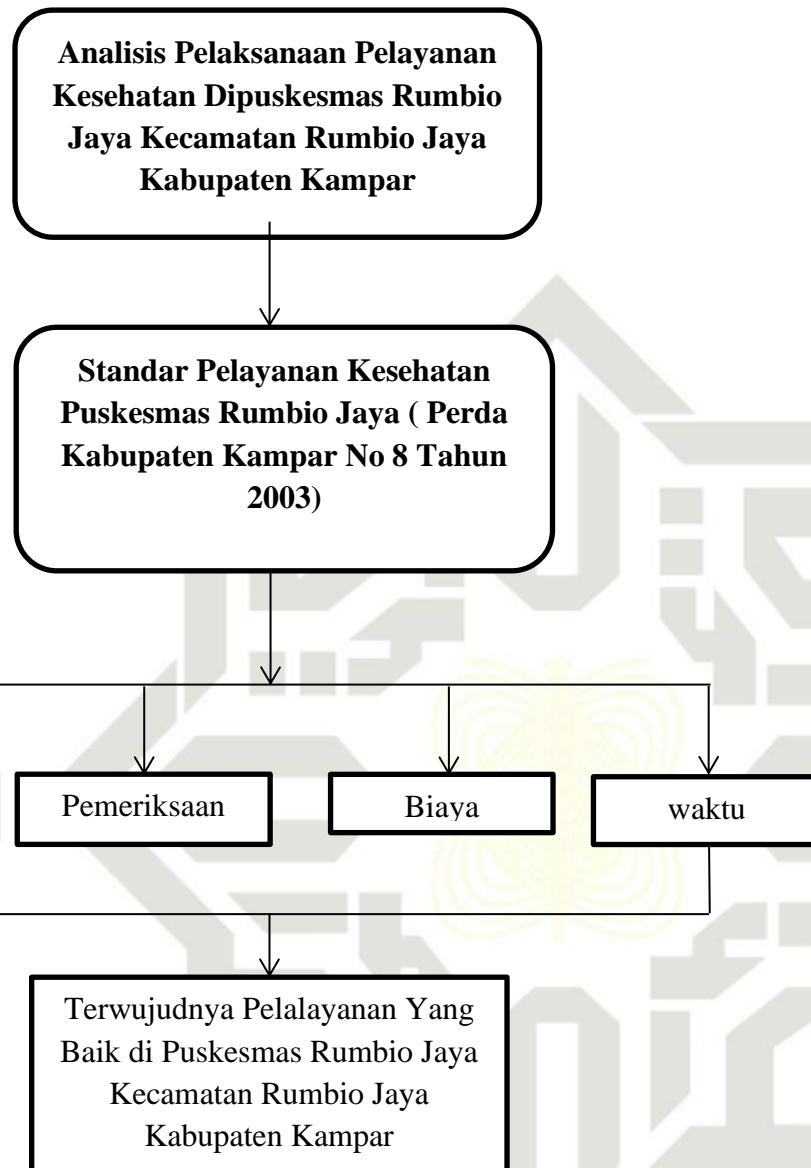 Analisis Pelaksanaan Pelayanan
Kesehatan Dipuskesmas Rumbio
Jaya Kecamatan Rumbio Jaya
Kabupaten Kampar
Standar Pelayanan Kesehatan
Puskesmas Rumbio Jaya ( Perda
Kabupaten Kampar No 8 Tahun
2003)
Pemeriksaan
Biaya
waktu
Terwujudnya Pelalayanan Yang
Baik di Puskesmas Rumbio Jaya
Kecamatan Rumbio Jaya
Kabupaten Kampar